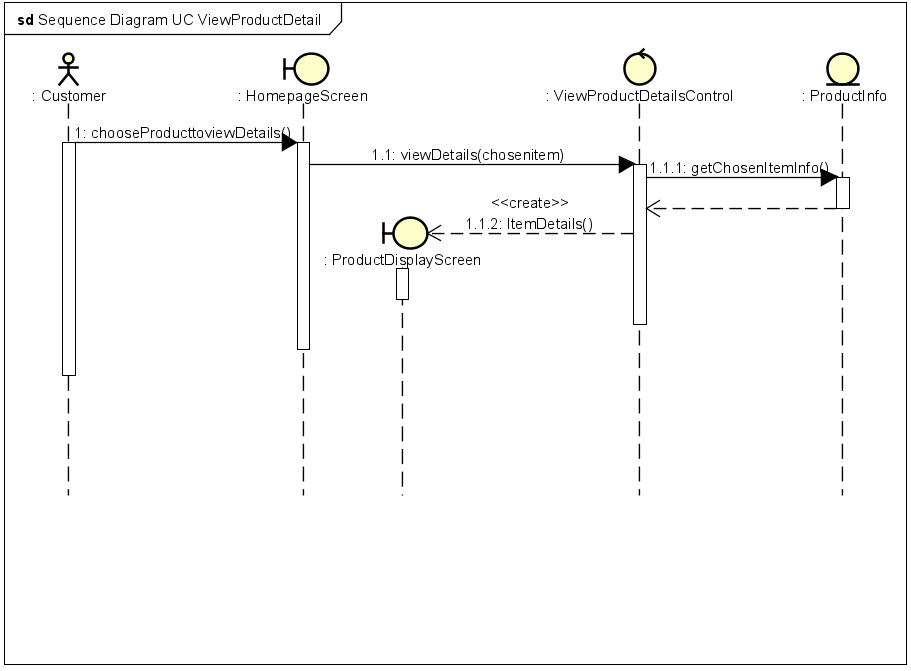 sd Sequence Diagram UC ViewProductDetail
: Customer
: HomepageScreen
: ViewProductDetailsControl
: ProductInfo
1: chooseProducttoviewDetails()
1.1: viewDetails(chosenitem)
1.1.1: getChosenItemInfo()
<<create>>
1.1.2: ItemDetails()
: ProductDisplayScreen